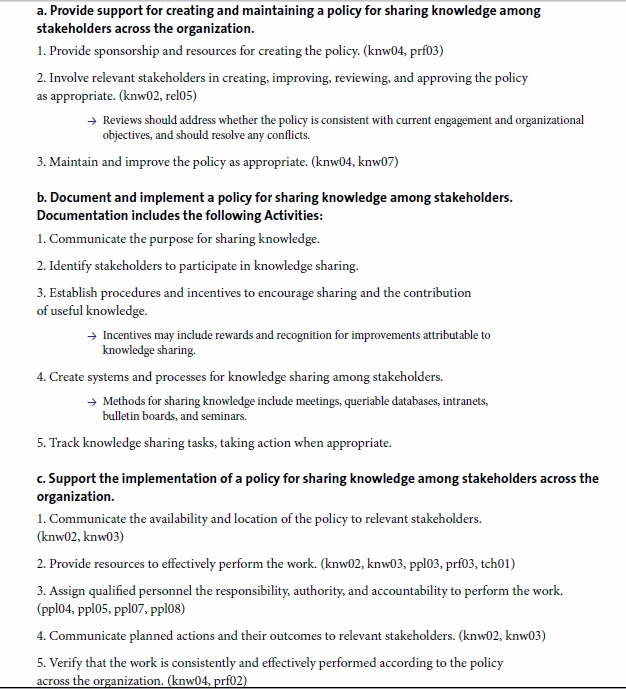 a. Provide support for creating and maintaining a policy for sharing knowledge among
stakeholders across the organization.
1. Provide sponsorship and resources for creating the policy. (knw04, prf03)
2. Involve relevant stakeholders in creating, improving, reviewing, and approving the policy
as appropriate. (knw02, rel05)
→ Reviews should address whether the policy is consistent with current engagement and organizational
objectives, and should resolve any conflicts.
3. Maintain and improve the policy as appropriate. (knw04, knw07)
b. Document and implement a policy for sharing knowledge among stakeholders.
Documentation includes the following Activities:
1. Communicate the purpose for sharing knowledge.
2. Identify stakeholders to participate in knowledge sharing.
3. Establish procedures and incentives to encourage sharing and the contribution
of useful knowledge.
→ Incentives may include rewards and recognition for improvements attributable to
knowledge sharing.
4. Create systems and processes for knowledge sharing among stakeholders.
→ Methods for sharing knowledge include meetings, queriable databases, intranets,
bulletin boards, and seminars.
5. Track knowledge sharing tasks, taking action when appropriate.
c. Support the implementation of a policy for sharing knowledge among stakeholders across the
organization.
1. Communicate the availability and location of the policy to relevant stakeholders.
(knw02, knw03)
2. Provide resources to effectively perform the work. (knw02, knw03, ppl03, prf03, tch01)
3. Assign qualified personnel the responsibility, authority, and accountability to perform the work.
(ppl04, ppl05, ppl07, ppl08)
4. Communicate planned actions and their outcomes to relevant stakeholders. (knw02, knw03)
5. Verify that the work is consistently and effectively performed according to the policy
across the organization. (knw04, prf02)